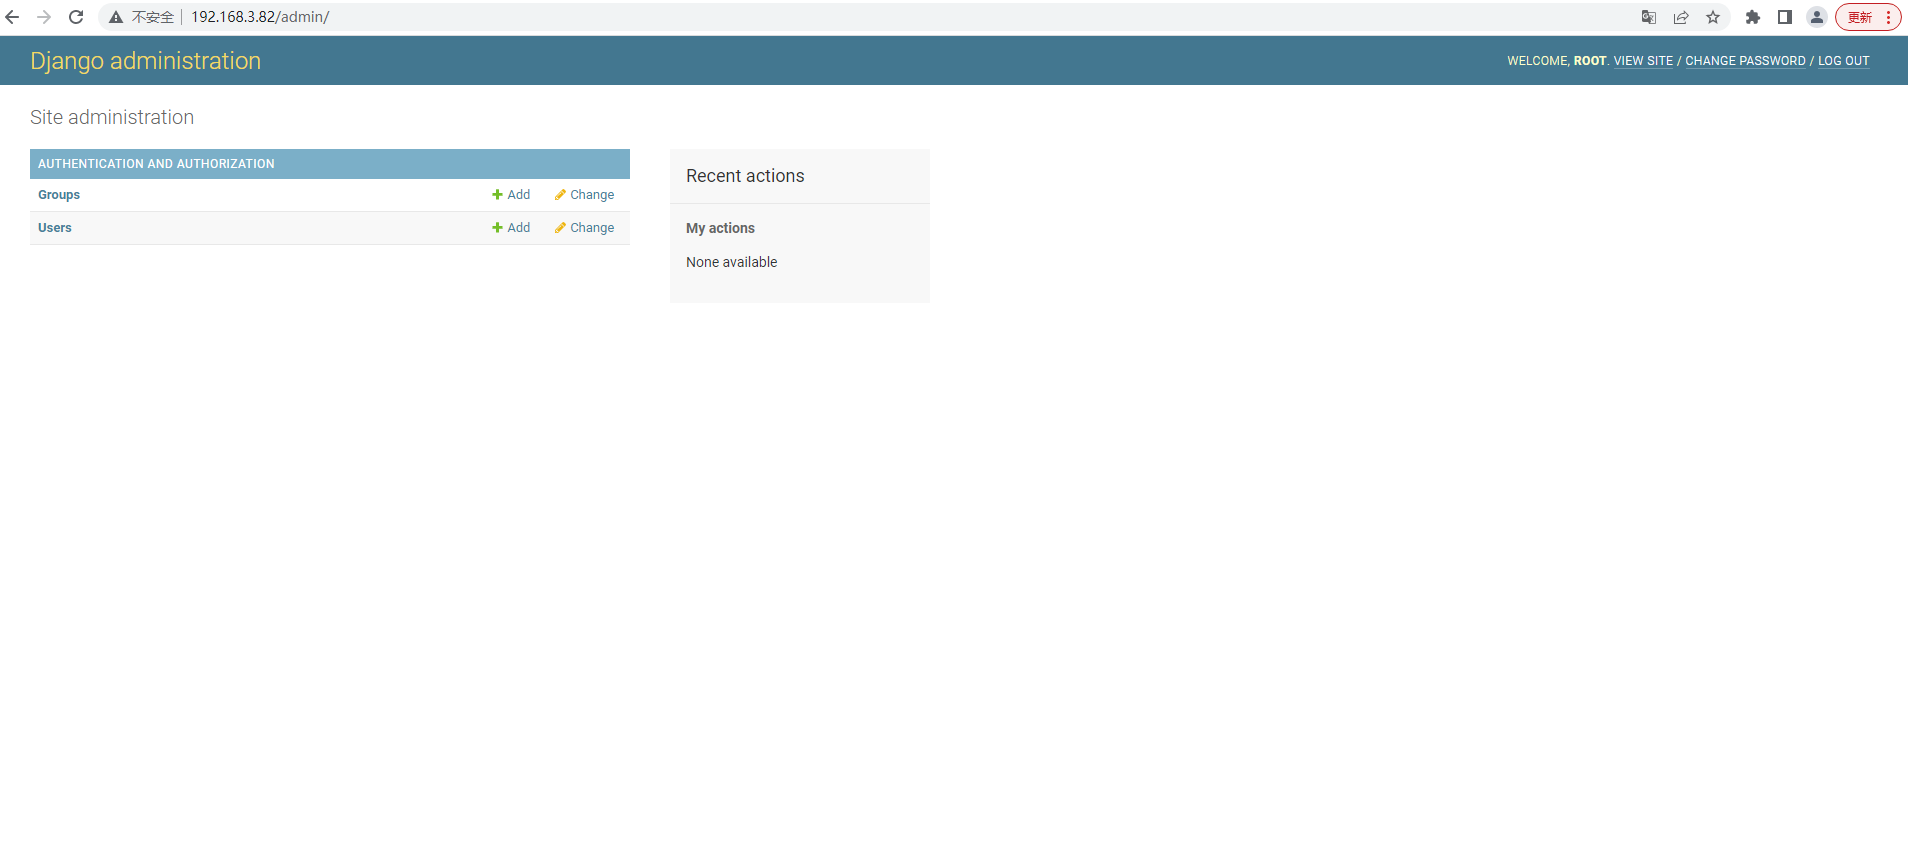 不安全 192.168.3.82/admin/ 更新
Django administration
WELCOME, ROOT. VIEW SITE / CHANGE PASSWORD / LOG OUT
Site administration
AUTHENTICATION AND AUTHORIZATION
Groups Add Change
Users Add Change
Recent actions
My actions
None available